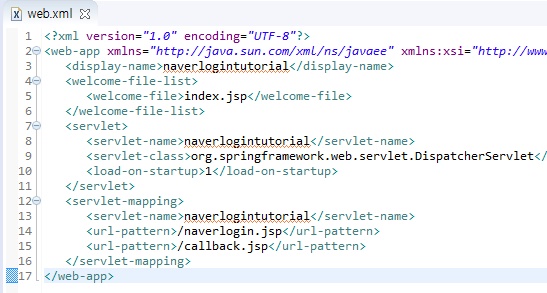 web.xml
1 <?xml version="1.0" encoding="UTF-8"?>
2 <web-app xmlns="http://java.sun.com/xml/ns/javaee" xmlns:xsi="http://www
3 <display-name>naverlogintutorial</display-name>
4 <welcome-file-list>
5 <welcome-file>index.jsp</welcome-file>
6 </welcome-file-list>
7 <servlet>
8 <servlet-name>naverlogintutorial</servlet-name>
9 <servlet-class>org.springframework.web.servlet.DispatcherServlet</
10 <load-on-startup>1</load-on-startup>
11 </servlet>
12 <servlet-mapping>
13 <servlet-name>naverlogintutorial</servlet-name>
14 <url-pattern>/naverlogin.jsp</url-pattern>
15 <url-pattern>/callback.jsp</url-pattern>
16 </servlet-mapping>
17 </web-app>